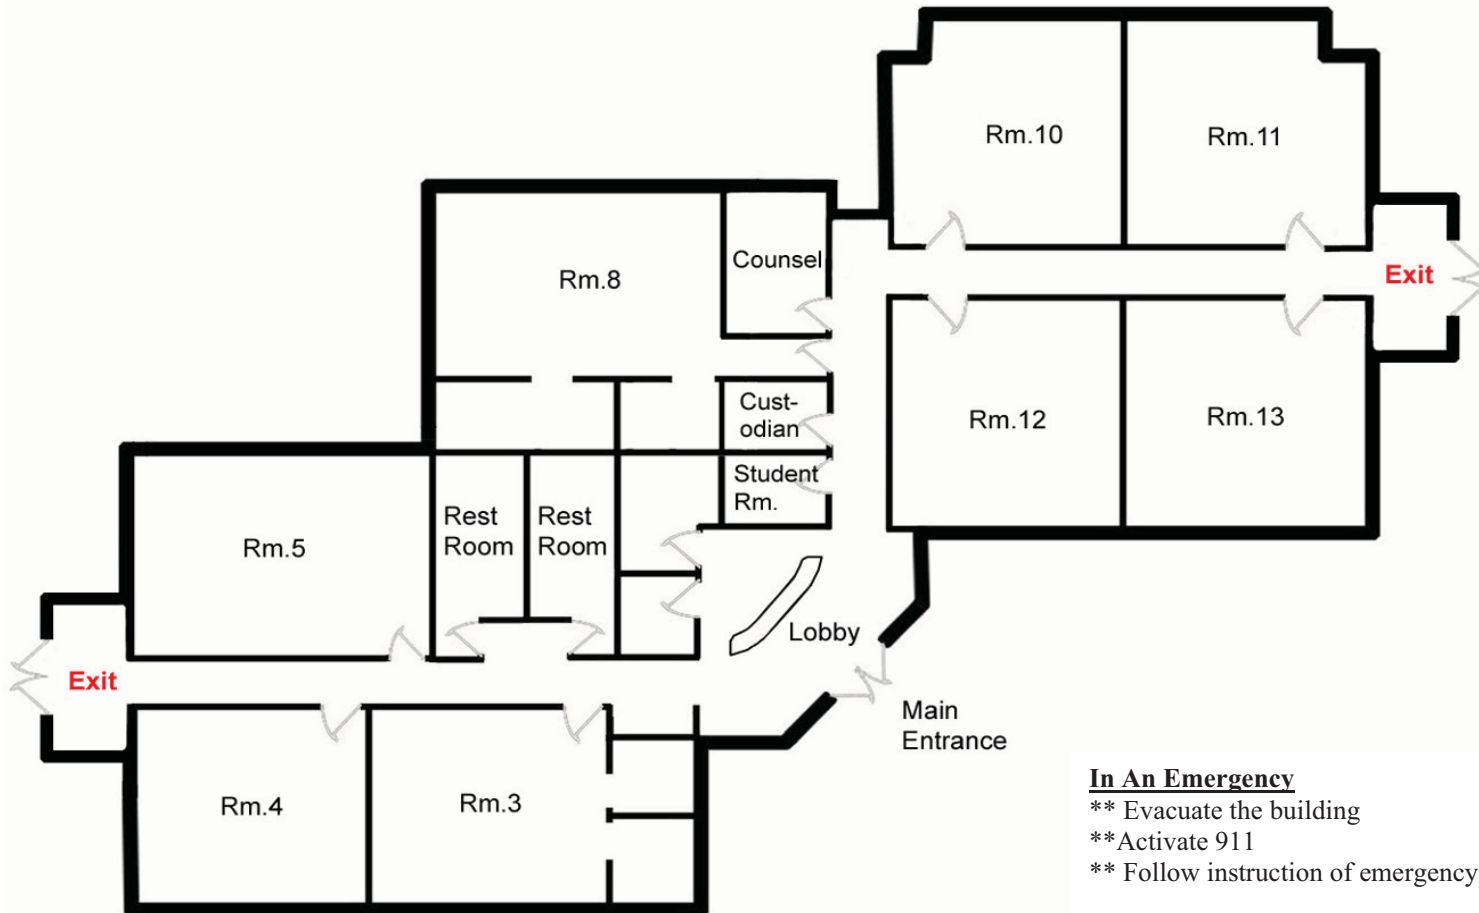 Rm.10
Rm.11
Rm.8
Counsel
Exit
Cust-
odian
Rm.12
Rm.13
Student
Rm.
Rm.5
Rest
Room
Rest
Room
Lobby
Exit
Main
Entrance
Rm.4
Rm.3
In An Emergency
** Evacuate the building
**Activate 911
** Follow instruction of emergency